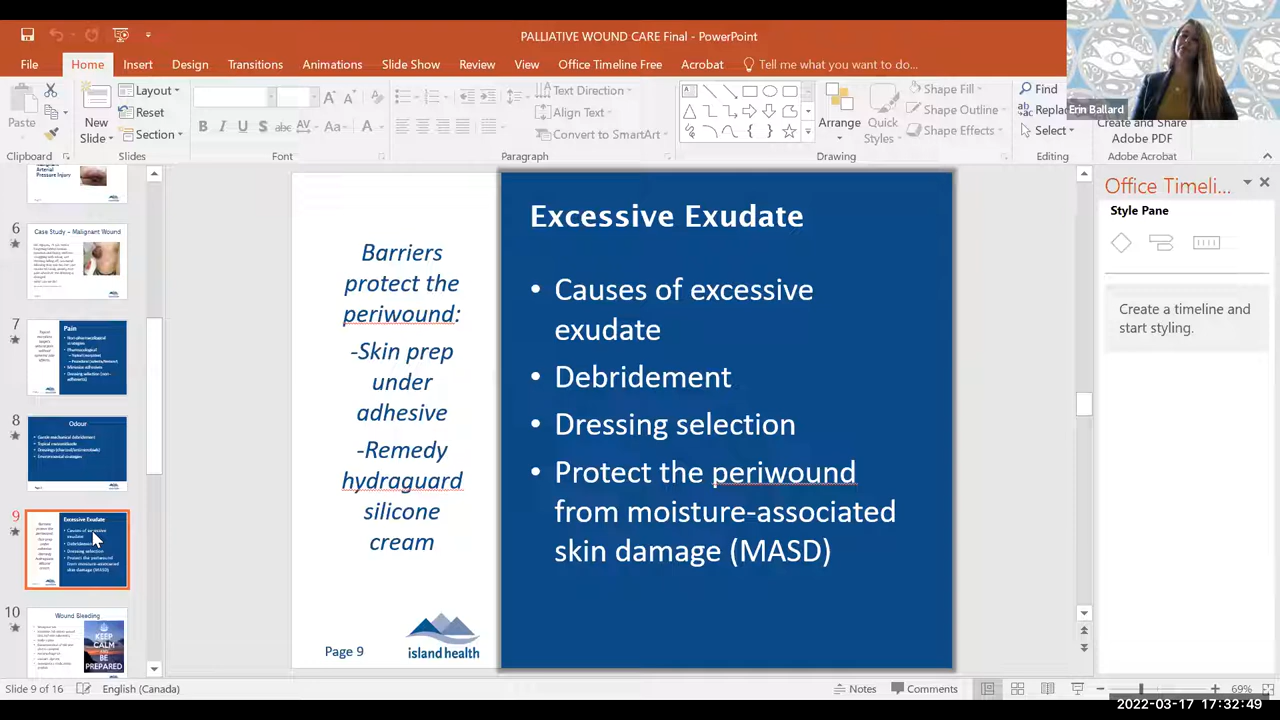 PALLIATIVE WOUND CARE Final - PowerPoint
File Home Insert Design Transitions Animations Slide Show Review View Office Timeline Free Acrobat Tell me what you want to do...
Erin Ballard
Paste
New
Slide
Layout
Reset
Section
Text Direction
Align Text
Convert to SmartArt
Arrange
Quick
Styles
Shape Fill
Shape Outline
Shape Effects
Find
Select
Create and Share
Adobe PDF
Clipboard Slides Font Paragraph Drawing Editing Adobe Acrobat
Arterial
Pressure Injury
6
Case Study – Malignant Wound
7
Pain
8
Odour
9
Excessive Exudate
10
Wound Bleeding
KEEP
CALM
AND
BE
PREPARED
Barriers
protect the
periwound:
-Skin prep
under
adhesive
-Remedy
hydraguard
silicone
cream
Page 9
island health
Excessive Exudate
• Causes of excessive
exudate
• Debridement
• Dressing selection
• Protect the periwound
from moisture-associated
skin damage (MASD)
Office Timeli...
Style Pane
Create a timeline and
start styling.
Slide 9 of 16 English (Canada) Notes Comments 69%
2022-03-17 17:32:49